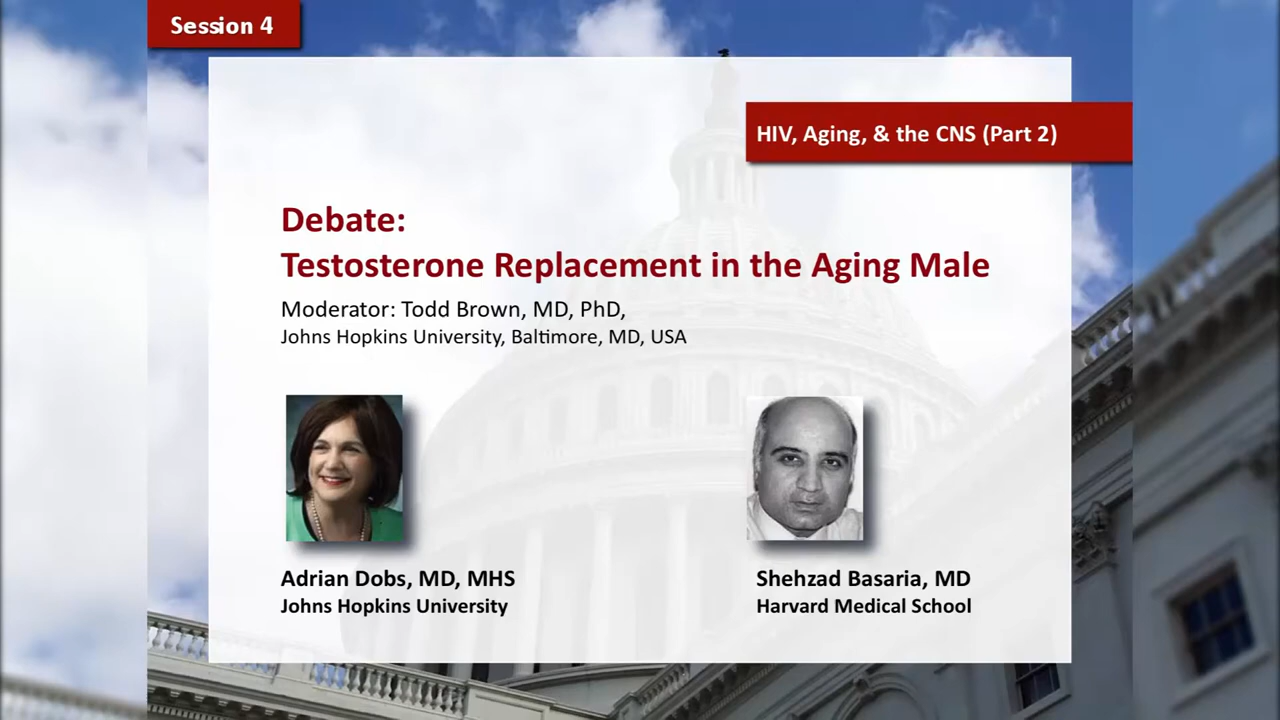 Session 4
HIV, Aging, & the CNS (Part 2)
Debate:
Testosterone Replacement in the Aging Male
Moderator: Todd Brown, MD, PhD,
Johns Hopkins University, Baltimore, MD, USA
Adrian Dobs, MD, MHS
Johns Hopkins University
Shehzad Basaria, MD
Harvard Medical School